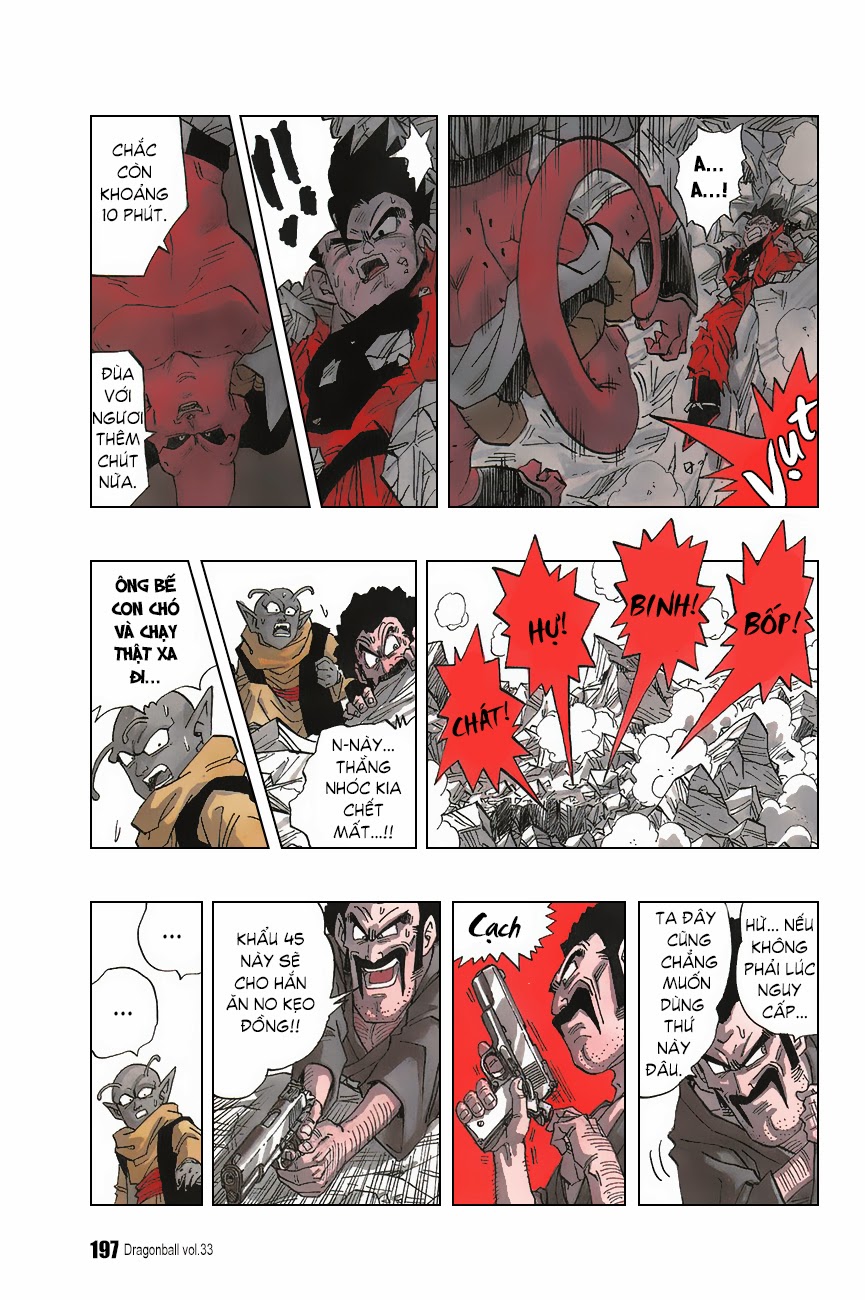 A...
A...!
VỤT
CHẮC
CÒN
KHOẢNG
10 PHÚT.
ĐÙA
VỚI
NGƯƠI
THÊM
CHÚT
NỮA.
BỐP!
BINH!
HỰ!
CHÁT!
N-NÀY...
THẰNG
NHÓC KIA
CHẾT
MẤT...!!
ÔNG BẾ
CON CHÓ
VÀ CHẠY
THẬT XA
ĐI...
HỪ... NẾU
KHÔNG
PHẢI LÚC
NGUY
CẤP...
TA ĐÂY
CŨNG
CHẲNG
MUỐN
DÙNG
THỨ
NÀY
ĐÂU.
CẠCH
KHẨU 45
NÀY SẼ
CHO HẮN
ĂN NO KẸO
ĐỒNG!!
...
...
197 Dragonball vol.33